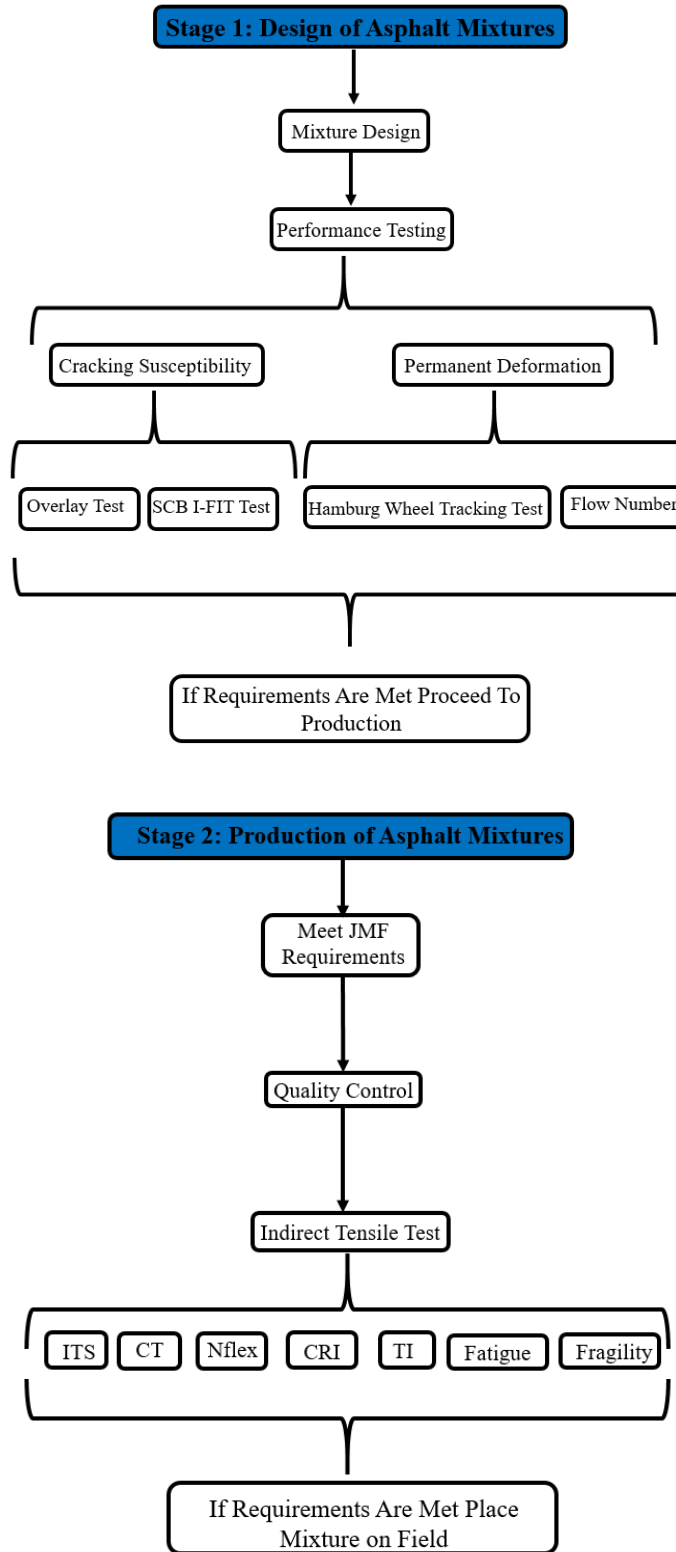 Stage 1: Design of Asphalt Mixtures
Mixture Design
Performance Testing
Cracking Susceptibility
Permanent Deformation
Overlay Test
SCB I-FIT Test
Hamburg Wheel Tracking Test
Flow Number
If Requirements Are Met Proceed To
Production
Stage 2: Production of Asphalt Mixtures
Meet JMF
Requirements
Quality Control
Indirect Tensile Test
ITS
CT
Nflex
CRI
TI
Fatigue
Fragility
If Requirements Are Met Place
Mixture on Field